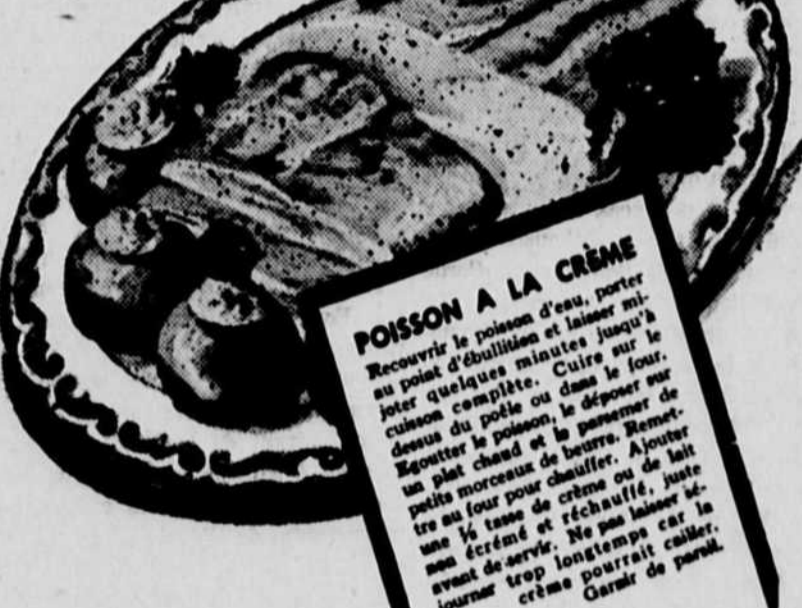 POISSON A LA CRÈME
Recouvrir le poisson d'eau, porter
au point d'ébullition et laisser mi-
joter quelques minutes jusqu'à
cuisson complète. Cuire sur le
dessus du poêle ou dans le four.
Egoutter le poisson, le déposer sur
un plat chaud et le parsemer de
petits morceaux de beurre. Remet-
tre au four pour chauffer. Ajouter
une ½ tasse de crème ou de lait
non écrémé et réchauffé, juste
avant de servir. Ne pas laisser sé-
journer trop longtemps car la
crème pourrait cailler.
Garnir de persil.